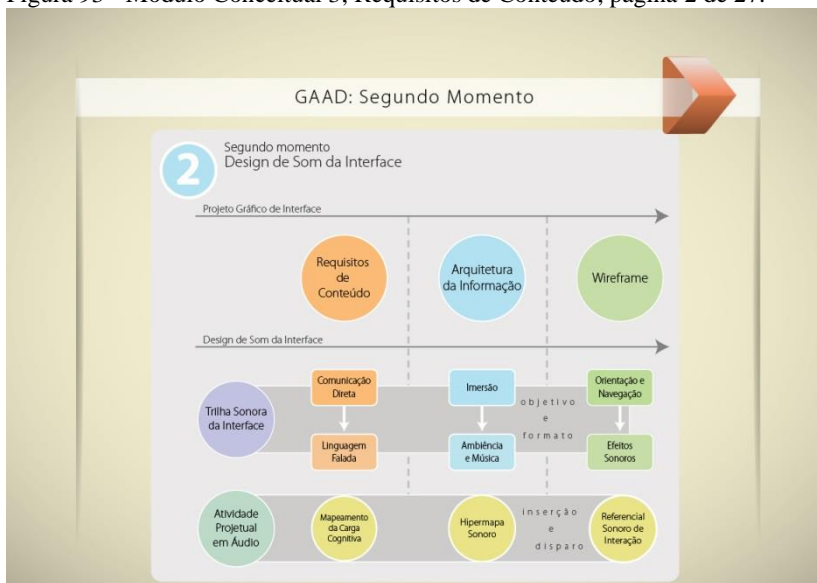 Figura 93 - Módulo Conceitual 3, Requisitos de Conteúdo, página 2 de 27.
GAAD: Segundo Momento
2
Segundo momento
Design de Som da Interface
Projeto Gráfico de Interface
Requisitos
de
Conteúdo
Arquitetura
da Informação
Wireframe
Design de Som da Interface
Trilha Sonora
da Interface
Comunicação
Direta
Linguagem
Falada
Imersão
Ambiência
e Música
objetivo
e
formato
Orientação e
Navegação
Efeitos
Sonoros
Atividade
Projetual
em Áudio
Mapeamento
da Carga
Cognitiva
Hipermapa
Sonoro
inserção
e
disparo
Referencial
Sonoro de
Interação